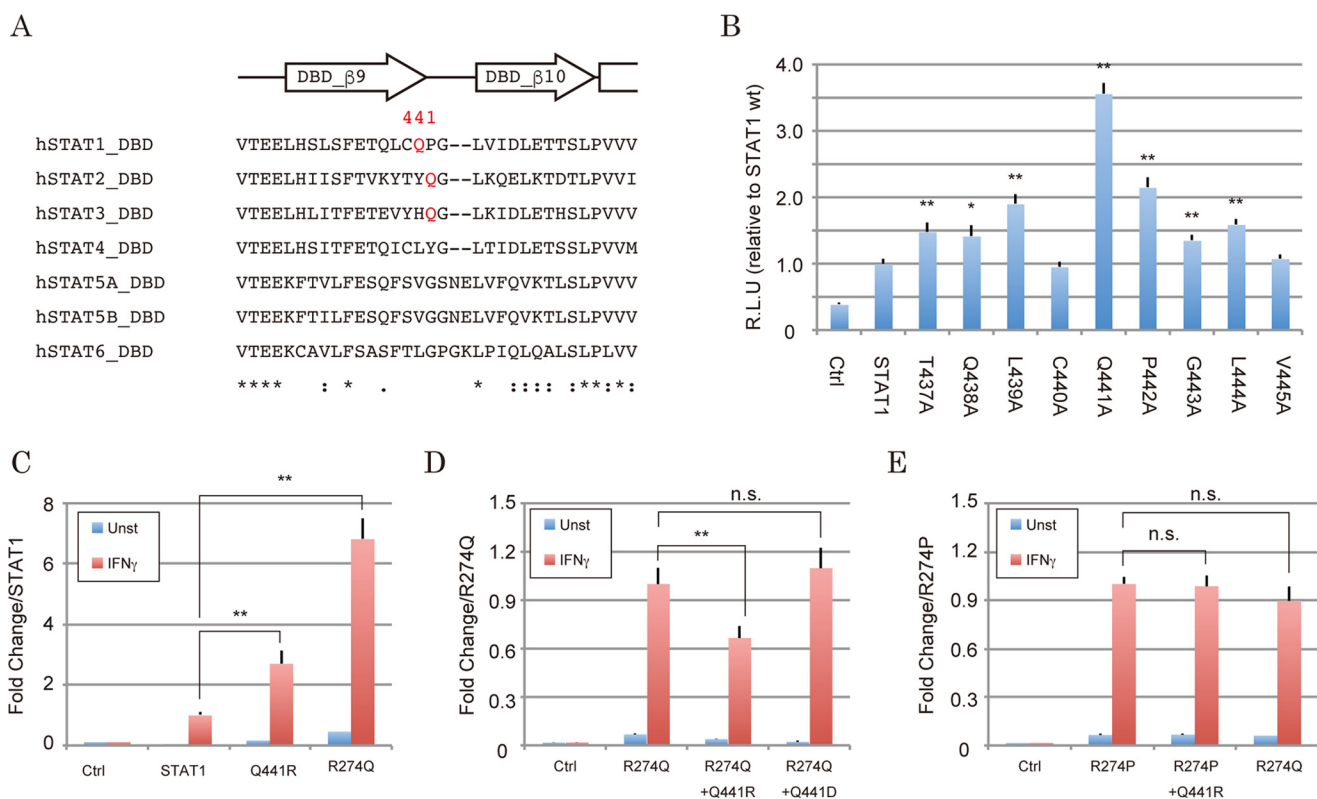 A
DBD_β9 DBD_β10
441
hSTAT1_DBD VTEELHSLSFETQLCQPG--LVIDLETTSLPVVV
hSTAT2_DBD VTEELHIISFTVKYTYQG--LKQELKTDTLPVVI
hSTAT3_DBD VTEELHLITFETEVYHQG--LKIDLETHSLPVVV
hSTAT4_DBD VTEELHSITFETQICLYG--LTIDLETSSLPVVM
hSTAT5A_DBD VTEEKFTVLFESQFSVGSNELVFQVKTLSLPVVV
hSTAT5B_DBD VTEEKFTILFESQFSVGGNELVFQVKTLSLPVVV
hSTAT6_DBD VTEEKCAVLFSASFTLGPGKLPIQLQALSLPLVV
**** : * . * :::: :**:*:
B
R.L.U (relative to STAT1 wt)
4.0
3.0
2.0
1.0
0
** * ** ** ** ** **
Ctrl STAT1 T437A Q438A L439A C440A Q441A P442A G443A L444A V445A
C
Fold Change/STAT1
8
6
4
2
0
Unst
IFNγ
**
**
Ctrl STAT1 Q441R R274Q
D
Fold Change/R274Q
1.5
1.2
0.9
0.6
0.3
0
Unst
IFNγ
n.s.
**
Ctrl R274Q R274Q R274Q
+Q441R +Q441D
E
Fold Change/R274P
1.5
1.2
0.9
0.6
0.3
0
Unst
IFNγ
n.s.
n.s.
Ctrl R274P R274P R274Q
+Q441R